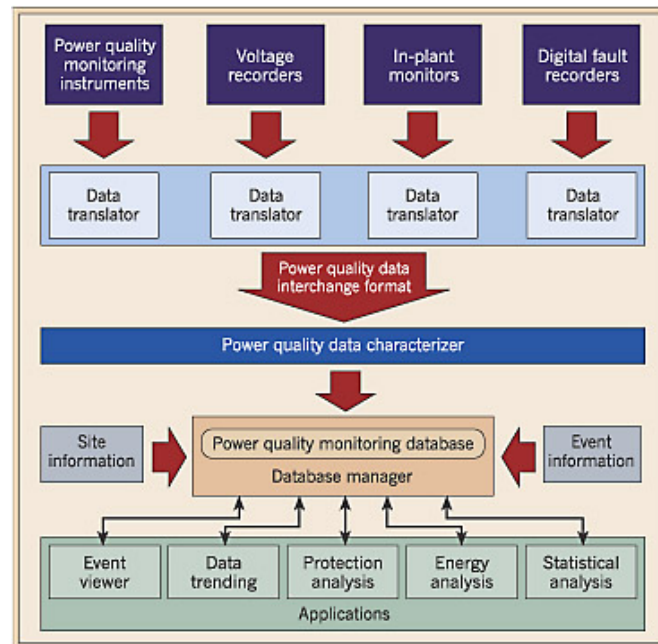 Power quality
monitoring
instruments
Voltage
recorders
In-plant
monitors
Digital fault
recorders
Data
translator
Data
translator
Data
translator
Data
translator
Power quality data
interchange format
Power quality data characterizer
Site
information
Power quality monitoring database
Database manager
Event
information
Event
viewer
Data
trending
Protection
analysis
Energy
analysis
Statistical
analysis
Applications